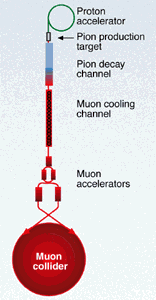 Proton
accelerator
Pion production
target
Pion decay
channel
Muon cooling
channel
Muon
accelerators
Muon
collider